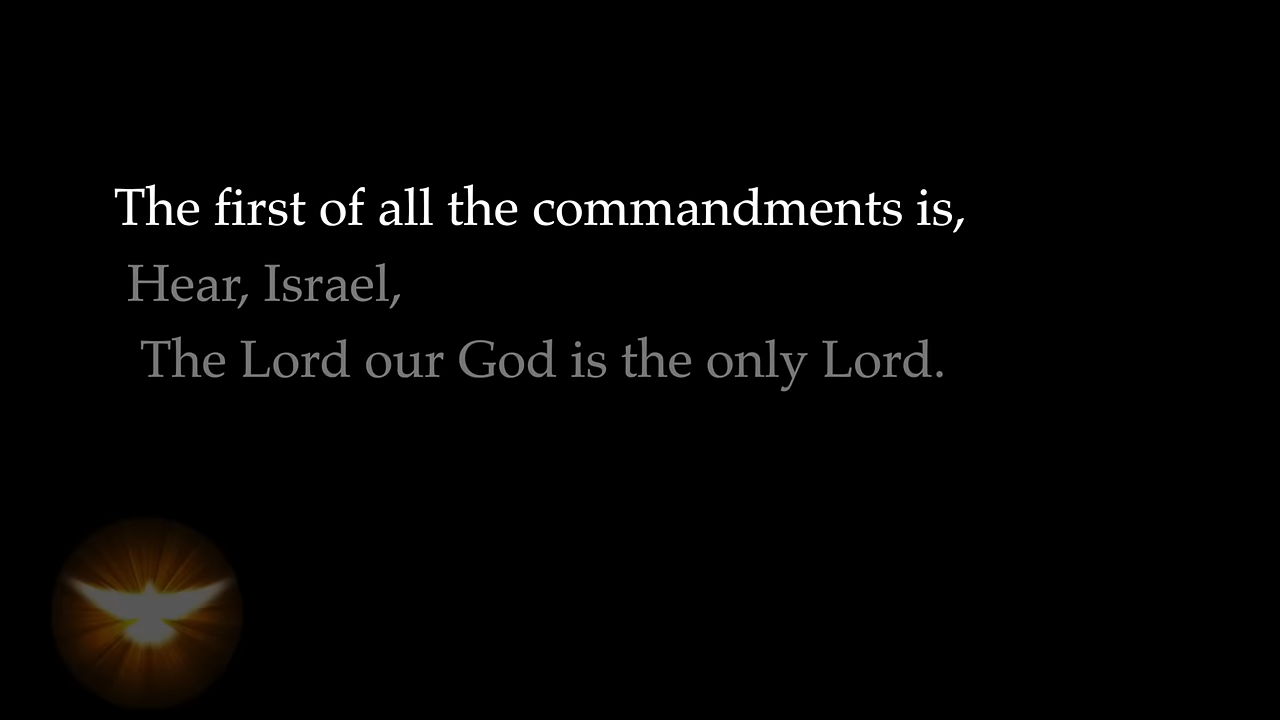 The first of all the commandments is,
Hear, Israel,
The Lord our God is the only Lord.